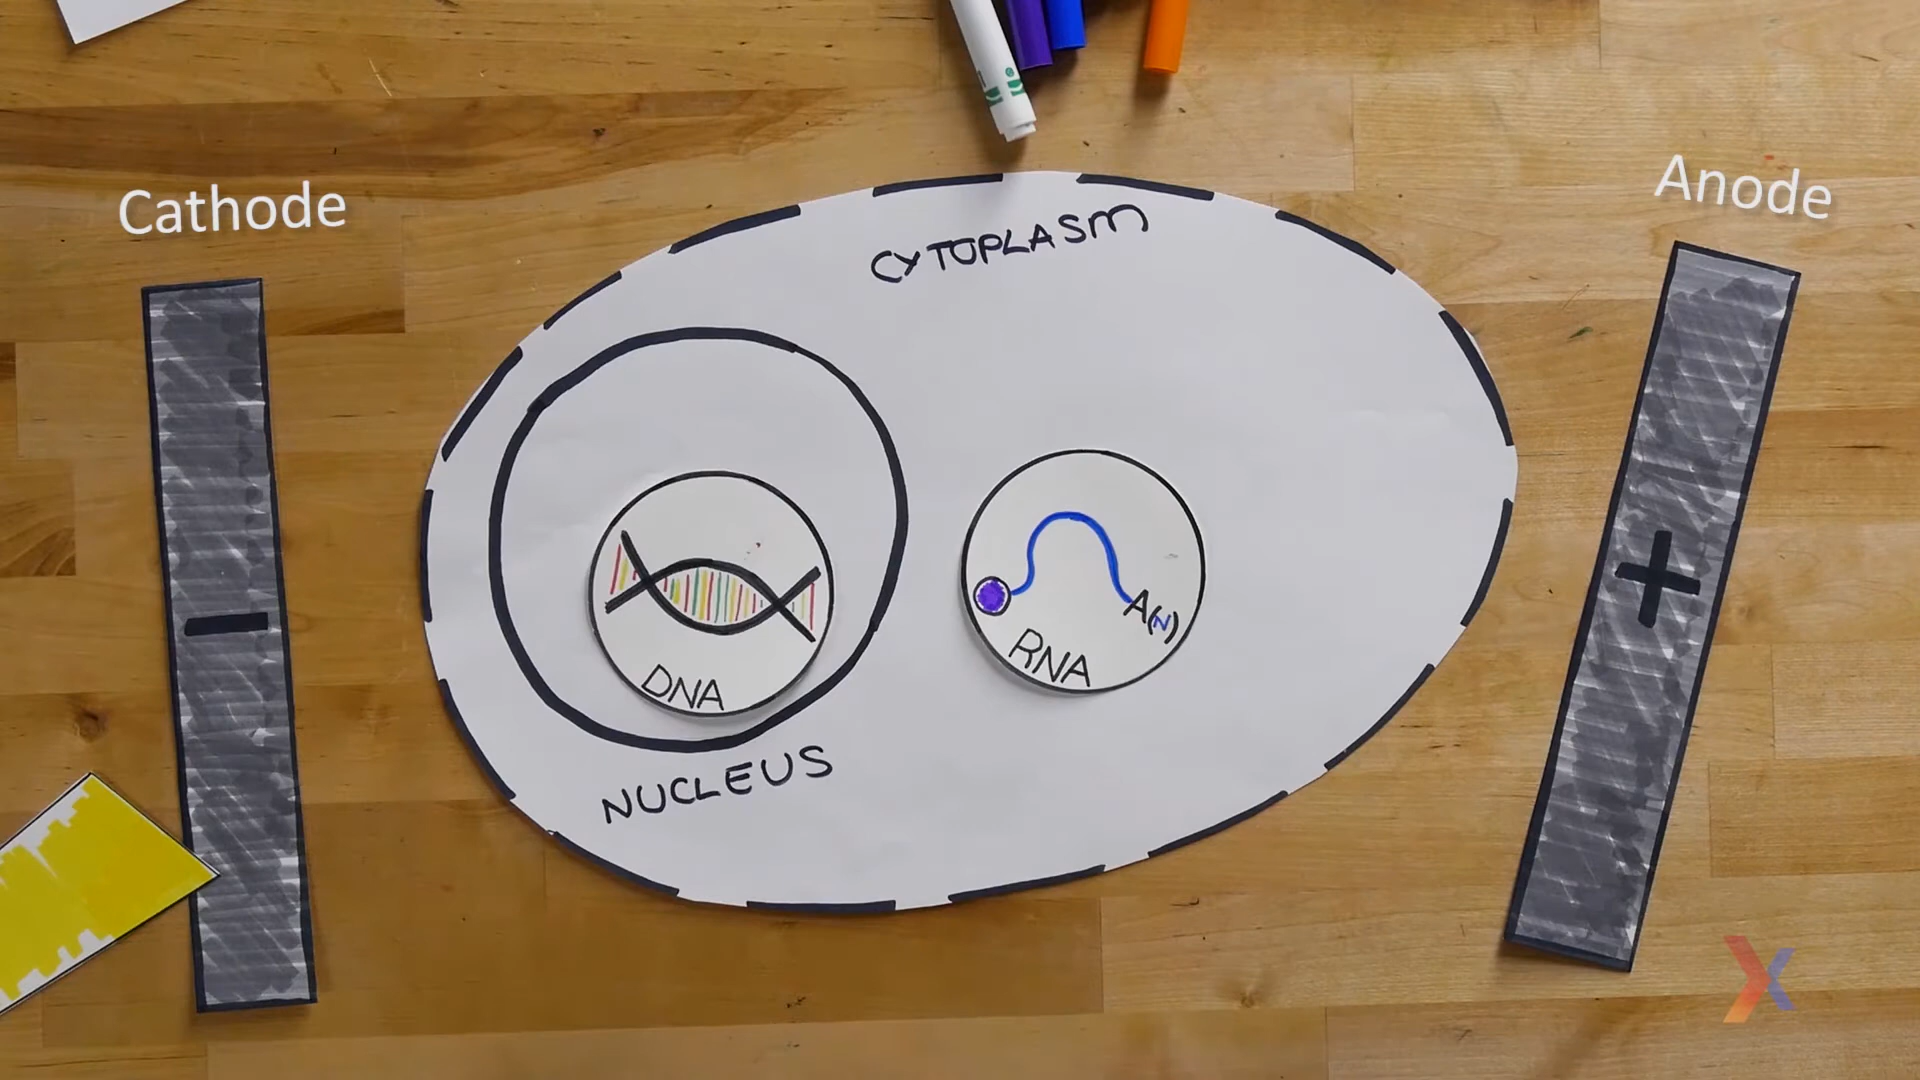 Cathode
Anode
CYTOPLASM
A(N)
RNA
DNA
NUCLEUS
−
+